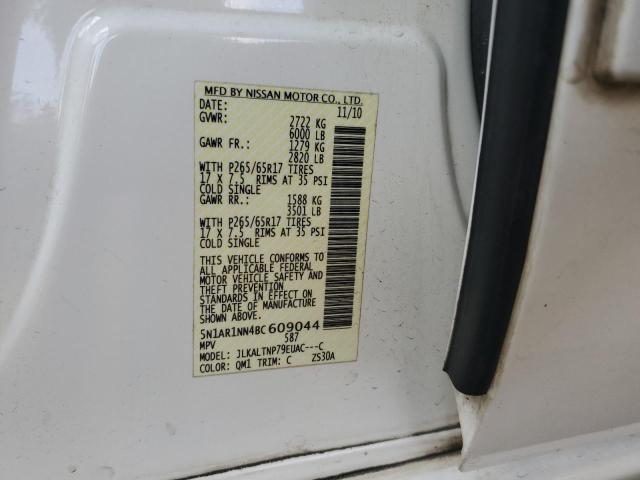 MFD BY NISSAN MOTOR CO., LTD.
DATE: 11/10
GVWR: 2722 KG
6000 LB
GAWR FR.: 1279 KG
2820 LB
WITH P265/65R17 TIRES
17 X 7.5 RIMS AT 35 PSI
COLD SINGLE
GAWR RR.: 1588 KG
3501 LB
WITH P265/65R17 TIRES
17 X 7.5 RIMS AT 35 PSI
COLD SINGLE
THIS VEHICLE CONFORMS TO
ALL APPLICABLE FEDERAL
MOTOR VEHICLE SAFETY
AND THEFT PREVENTION
STANDARDS IN EFFECT ON
THE DATE OF MANUFACTURE
SHOWN ABOVE.
5N1AR1NN4BC609044
MPV 587
MODEL: JLKALTNP79EUAC---C
COLOR: QM1 TRIM: C ZS3DA